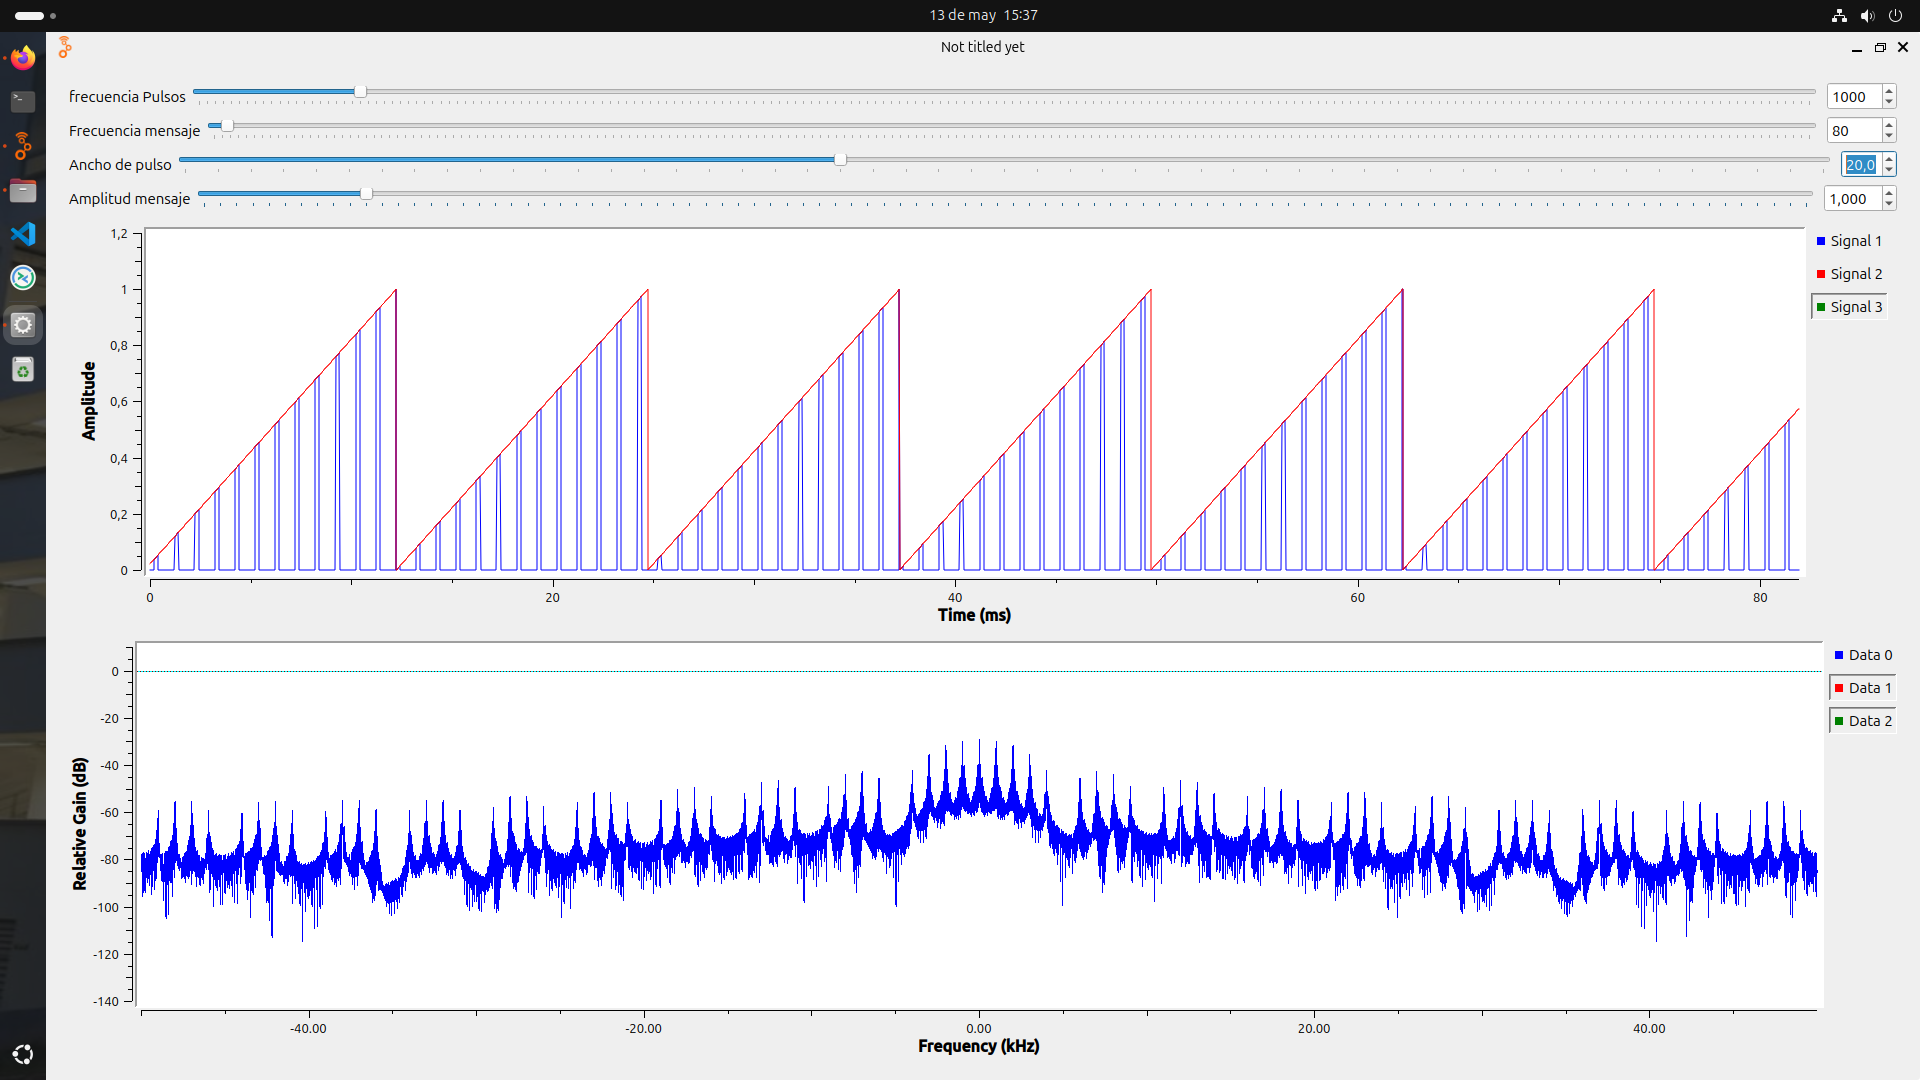 13 de may 15:37
Not titled yet
frecuencia Pulsos 1000
Frecuencia mensaje 80
Ancho de pulso 20,0
Amplitud mensaje 1,000
1,2
1
0,8
0,6
0,4
0,2
0
Amplitude
0 20 40 60 80
Time (ms)
Signal 1
Signal 2
Signal 3
0
-20
-40
-60
-80
-100
-120
-140
Relative Gain (dB)
-40.00 -20.00 0.00 20.00 40.00
Frequency (kHz)
Data 0
Data 1
Data 2